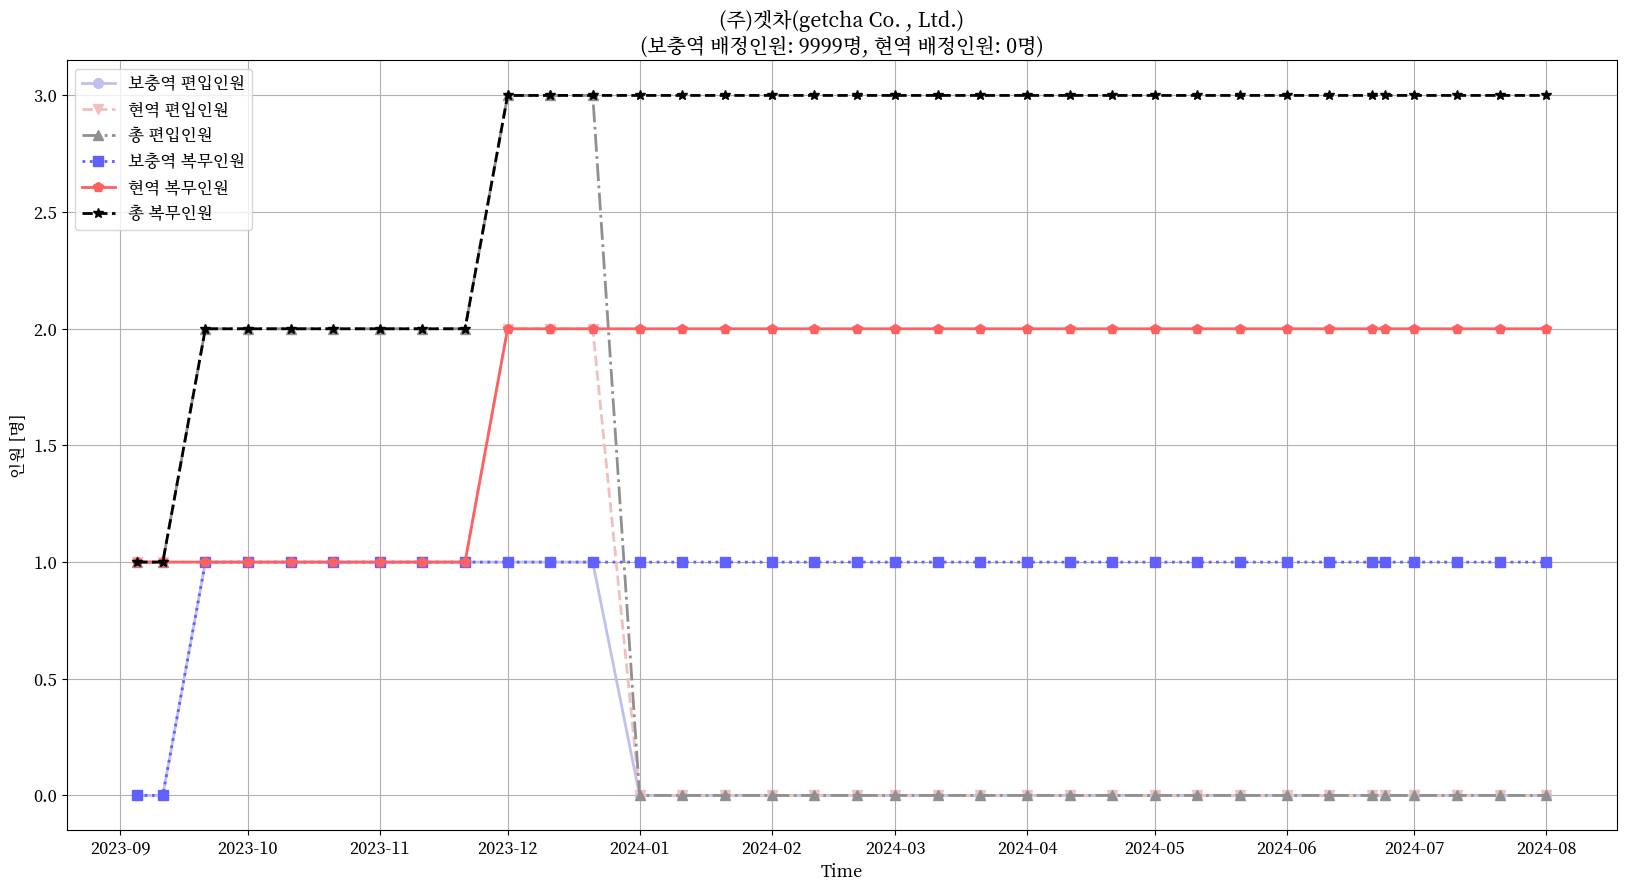 (주)겟차(getcha Co. , Ltd.)
(보충역 배정인원: 9999명, 현역 배정인원: 0명)
보충역 편입인원
현역 편입인원
총 편입인원
보충역 복무인원
현역 복무인원
총 복무인원
3.0
2.5
2.0
1.5
1.0
0.5
0.0
인원 [명]
2023-09 2023-10 2023-11 2023-12 2024-01 2024-02 2024-03 2024-04 2024-05 2024-06 2024-07 2024-08
Time